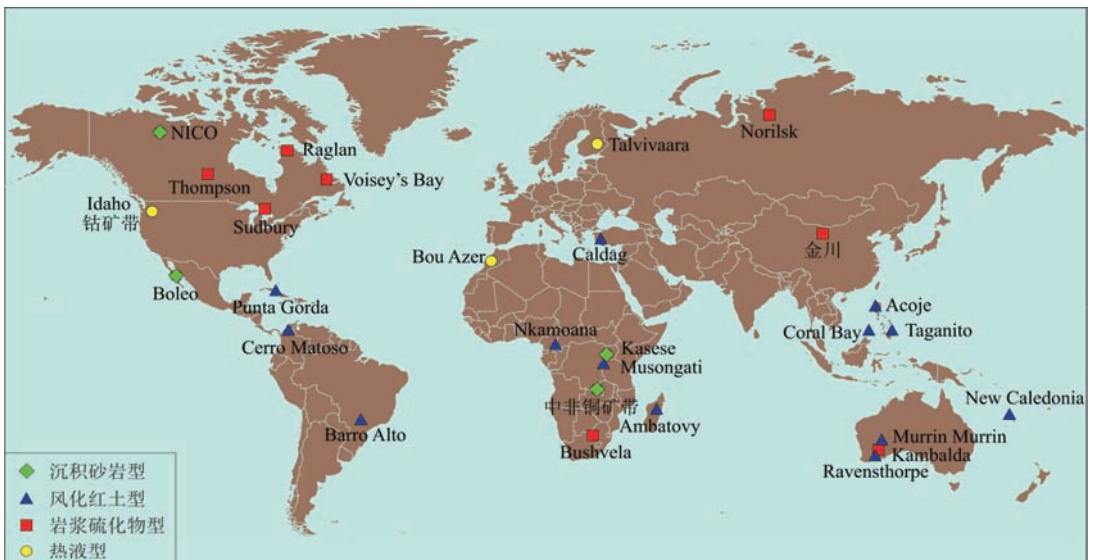 NICO
Raglan
Thompson
Voisey's Bay
Idaho
钴矿带
Sudbury
Boleo
Punta Gorda
Cerro Matoso
Barro Alto
Talvivaara
Norilsk
Caldag
金川
Bou Azer
Nkamoana
Kasese
Musongati
中非铜矿带
Ambatovy
Bushvela
Acoje
Coral Bay
Taganito
New Caledonia
Murrin Murrin
Kambalda
Ravensthorpe
沉积砂岩型
风化红土型
岩浆硫化物型
热液型